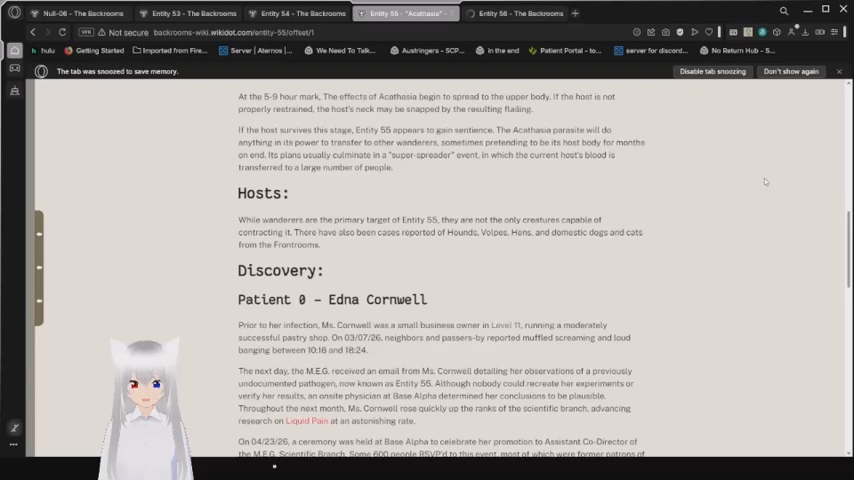 Null-06 - The Backrooms
Entity 53 - The Backrooms
Entity 54 - The Backrooms
Entity 55 - "Acathasia" -
Entity 56 - The Backrooms
VPN
Not secure
backrooms-wiki.wikidot.com/entity-55/offset/1
hulu
Getting Started
Imported from Fire...
Server | Aternos |...
We Need To Talk...
Austringers - SCP...
in the end
Patient Portal - to...
server for discord...
No Return Hub - S...
The tab was snoozed to save memory.
Disable tab snoozing
Don't show again
At the 5-9 hour mark, The effects of Acathasia begin to spread to the upper body. If the host is not
properly restrained, the host's neck may be snapped by the resulting flailing.
If the host survives this stage, Entity 55 appears to gain sentience. The Acathasia parasite will do
anything in its power to transfer to other wanderers, sometimes pretending to be its host body for months
on end. Its plans usually culminate in a "super-spreader" event, in which the current host's blood is
transferred to a large number of people.
Hosts:
While wanderers are the primary target of Entity 55, they are not the only creatures capable of
contracting it. There have also been cases reported of Hounds, Volpes, Hens, and domestic dogs and cats
from the Frontrooms.
Discovery:
Patient 0 – Edna Cornwell
Prior to her infection, Ms. Cornwell was a small business owner in Level 11, running a moderately
successful pastry shop. On 03/07/26, neighbors and passers-by reported muffled screaming and loud
banging between 10:16 and 18:24.
The next day, the M.E.G. received an email from Ms. Cornwell detailing her observations of a previously
undocumented pathogen, now known as Entity 55. Although nobody could recreate her experiments or
verify her results, an onsite physician at Base Alpha determined her conclusions to be plausible.
Throughout the next month, Ms. Cornwell rose quickly up the ranks of the scientific branch, advancing
research on Liquid Pain at an astonishing rate.
On 04/23/26, a ceremony was held at Base Alpha to celebrate her promotion to Assistant Co-Director of
the M.E.G. Scientific Branch. Some 600 people RSVP'd to this event, most of which were former patrons of